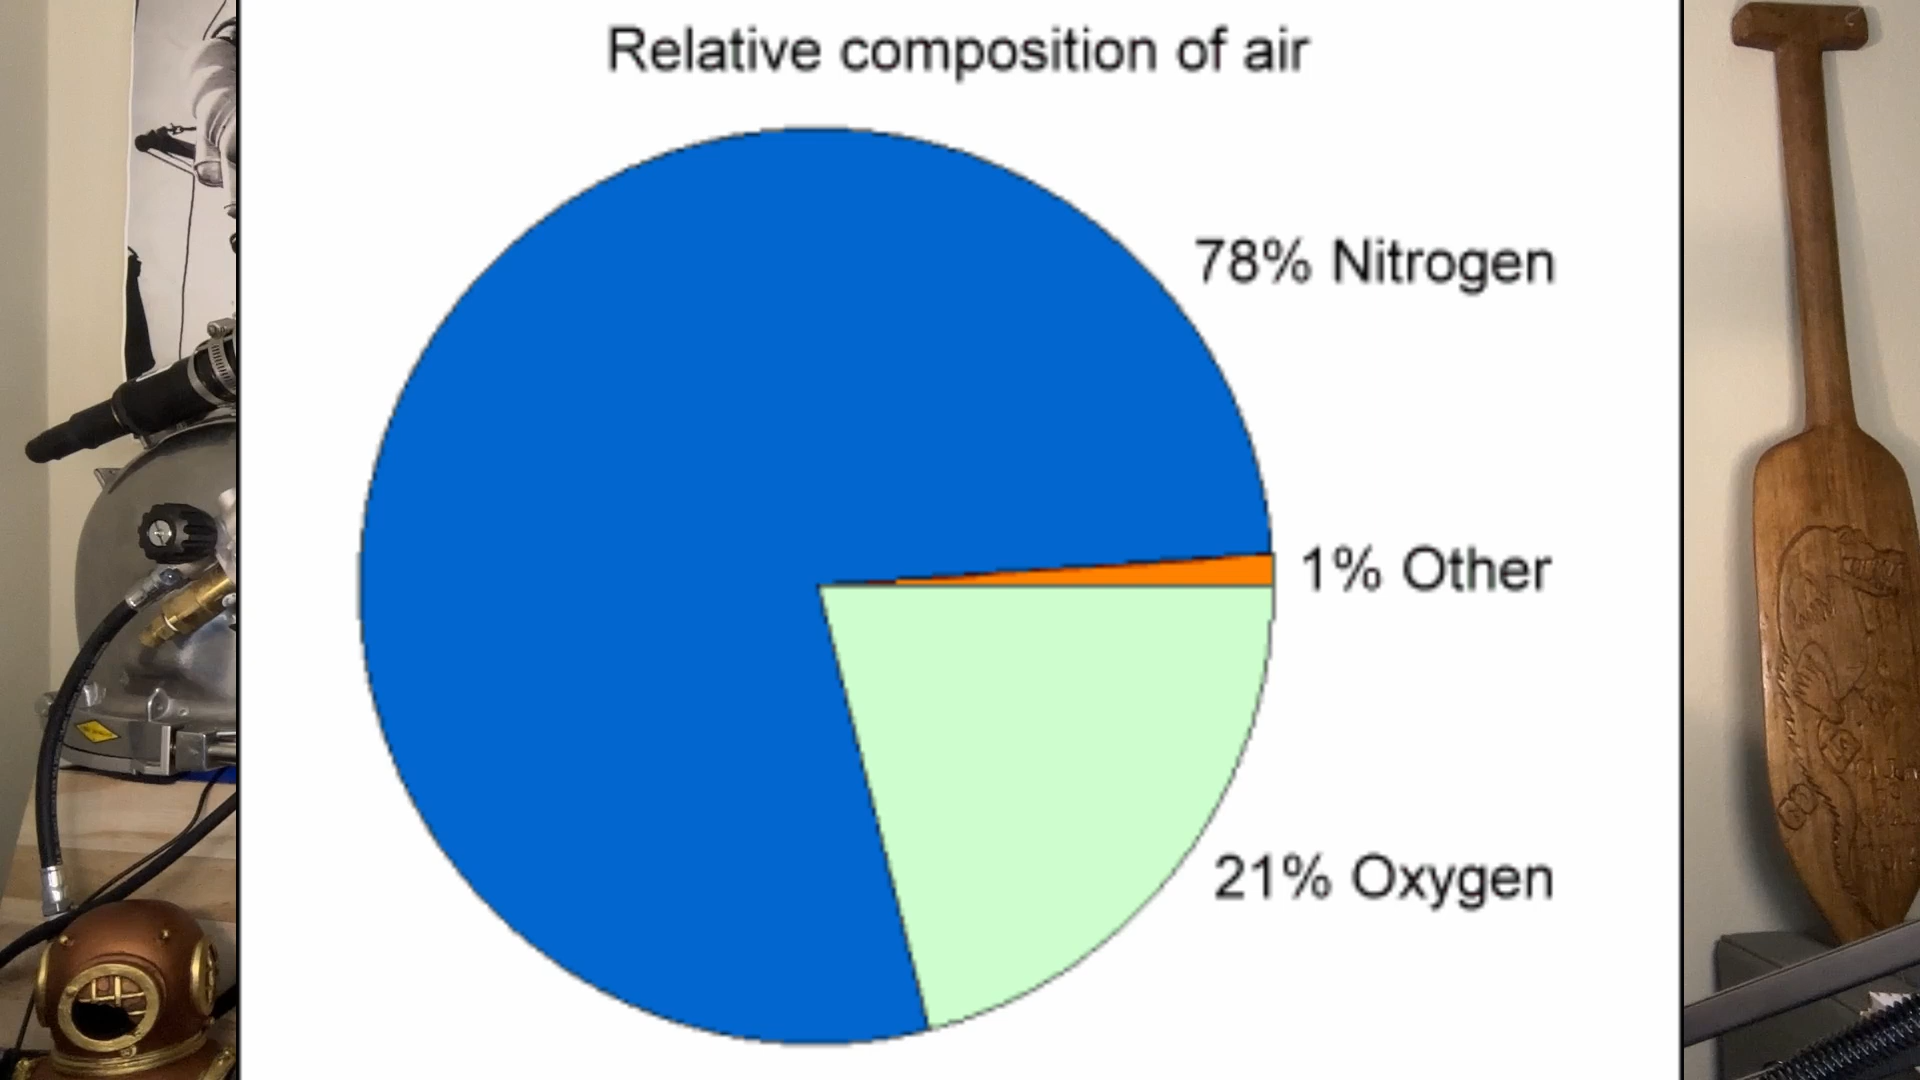 Relative composition of air
78% Nitrogen
1% Other
21% Oxygen